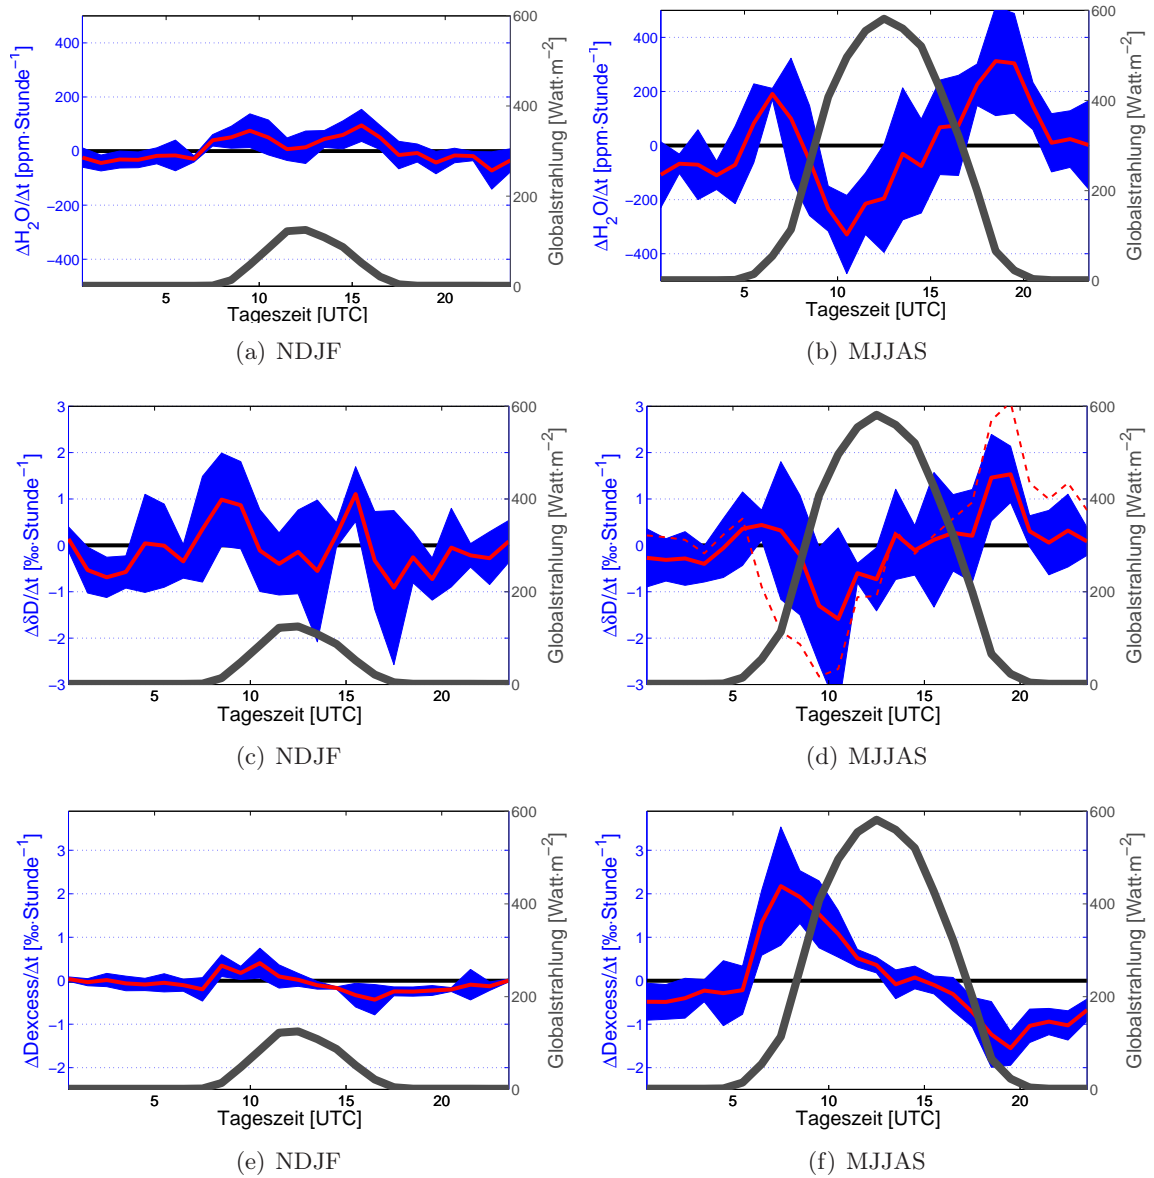 600
400
200
0
−200
−400
600
400
200
0
5 10 15 20
ΔH₂O/Δt [ppm·Stunde⁻¹]
Globalstrahlung [Watt·m⁻²]
Tageszeit [UTC]
(a) NDJF
400
200
0
−200
−400
600
400
200
0
5 10 15 20
ΔH₂O/Δt [ppm·Stunde⁻¹]
Globalstrahlung [Watt·m⁻²]
Tageszeit [UTC]
(b) MJJAS
3
2
1
0
−1
−2
−3
600
400
200
0
5 10 15 20
ΔδD/Δt [‰·Stunde⁻¹]
Globalstrahlung [Watt·m⁻²]
Tageszeit [UTC]
(c) NDJF
3
2
1
0
−1
−2
−3
600
400
200
0
5 10 15 20
ΔδD/Δt [‰·Stunde⁻¹]
Globalstrahlung [Watt·m⁻²]
Tageszeit [UTC]
(d) MJJAS
3
2
1
0
−1
−2
600
400
200
0
5 10 15 20
ΔDexcess/Δt [‰·Stunde⁻¹]
Globalstrahlung [Watt·m⁻²]
Tageszeit [UTC]
(e) NDJF
3
2
1
0
−1
−2
600
400
200
0
5 10 15 20
ΔDexcess/Δt [‰·Stunde⁻¹]
Globalstrahlung [Watt·m⁻²]
Tageszeit [UTC]
(f) MJJAS